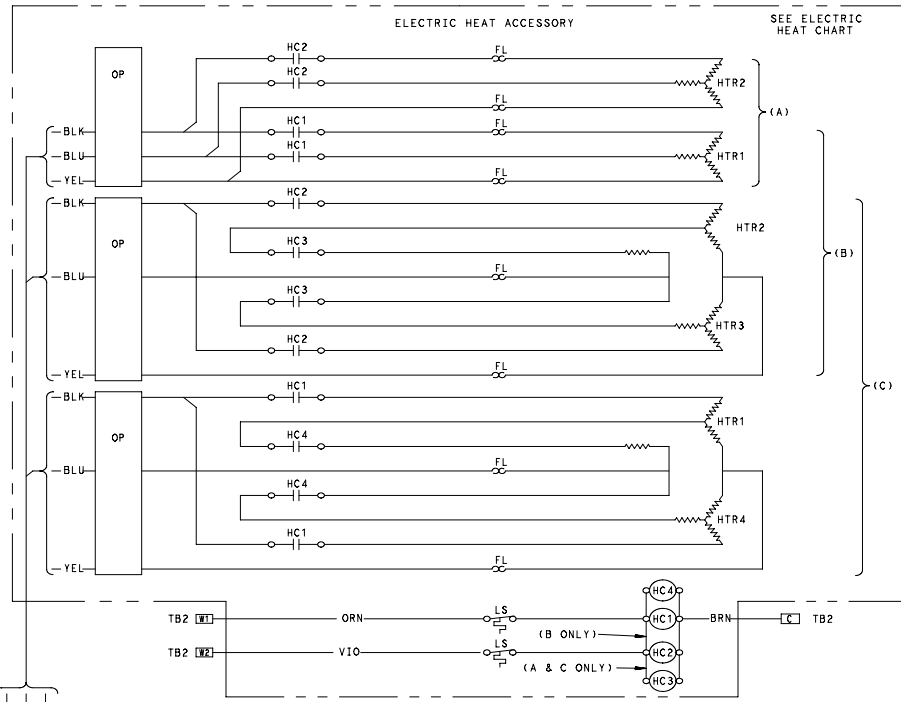 ELECTRIC HEAT ACCESSORY
SEE ELECTRIC
HEAT CHART
HC2
FL
OP
HC2
HTR2
FL
(A)
BLK
HC1
FL
BLU
HC1
HTR1
YEL
FL
BLK
HC2
HTR2
OP
HC3
(B)
BLU
FL
HC3
HTR3
HC2
YEL
FL
(C)
BLK
HC1
HTR1
OP
HC4
BLU
FL
HC4
HTR4
HC1
YEL
FL
HC4
TB2 W1
ORN
LS
HC1
BRN
C TB2
(B ONLY)
TB2 W2
VIO
LS
HC2
(A & C ONLY)
HC3